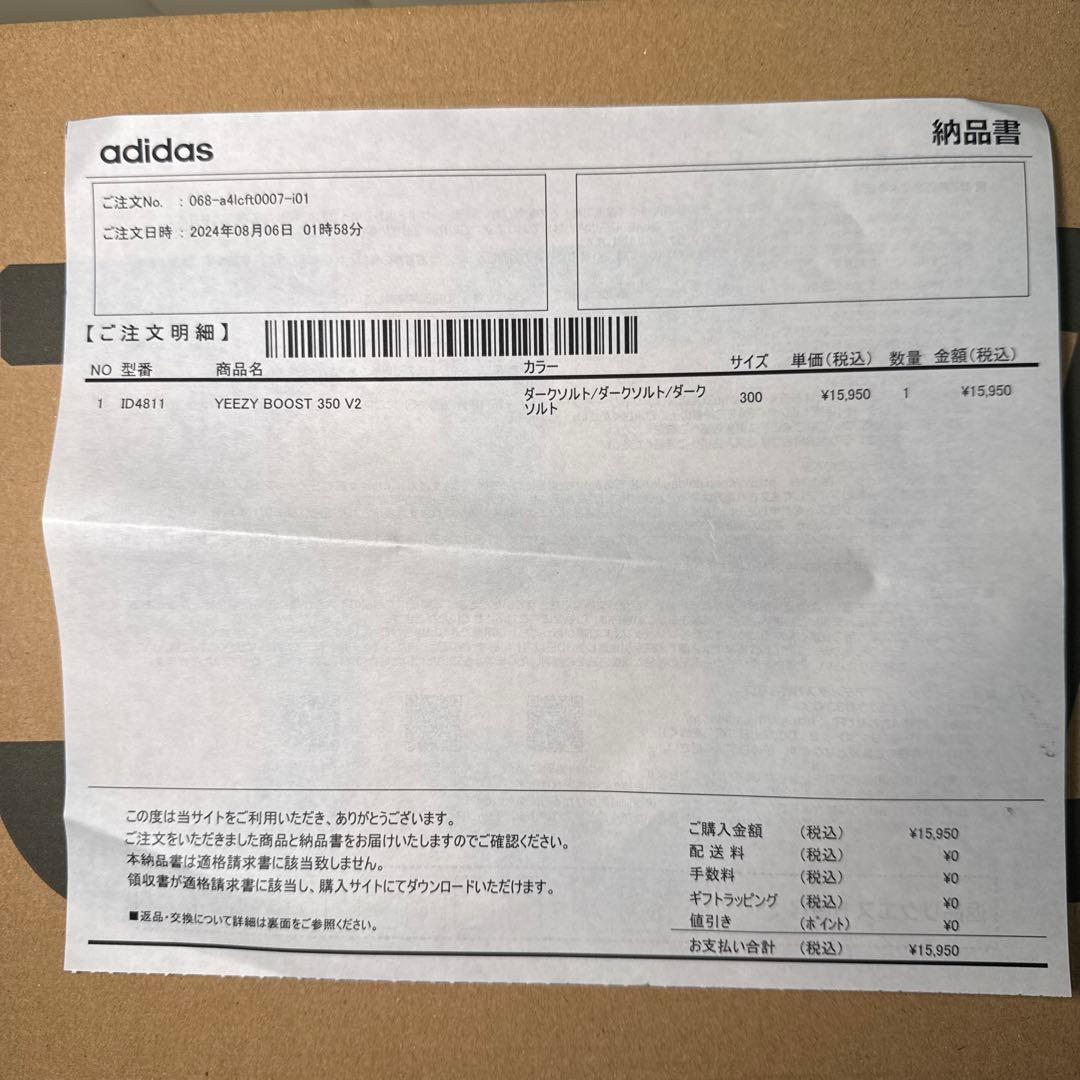 adidas
納品書
ご注文No. : 068-a4lcft0007-i01
ご注文日時 : 2024年08月06日 01時58分
【ご注文明細】
NO 型番 商品名 カラー サイズ 単価(税込) 数量 金額(税込)
1 ID4811 YEEZY BOOST 350 V2 ダークソルト/ダークソルト/ダーク 300 ¥15,950 1 ¥15,950
ソルト
この度は当サイトをご利用いただき、ありがとうございます。
ご注文をいただきました商品と納品書をお届けいたしますのでご確認ください。
本納品書は適格請求書に該当致しません。
領収書が適格請求書に該当し、購入サイトにてダウンロードいただけます。
■返品・交換について詳細は裏面をご参照ください。
ご購入金額 (税込) ¥15,950
配送料 (税込) ¥0
手数料 (税込) ¥0
ギフトラッピング (税込) ¥0
値引き (ポイント) ¥0
お支払い合計 (税込) ¥15,950